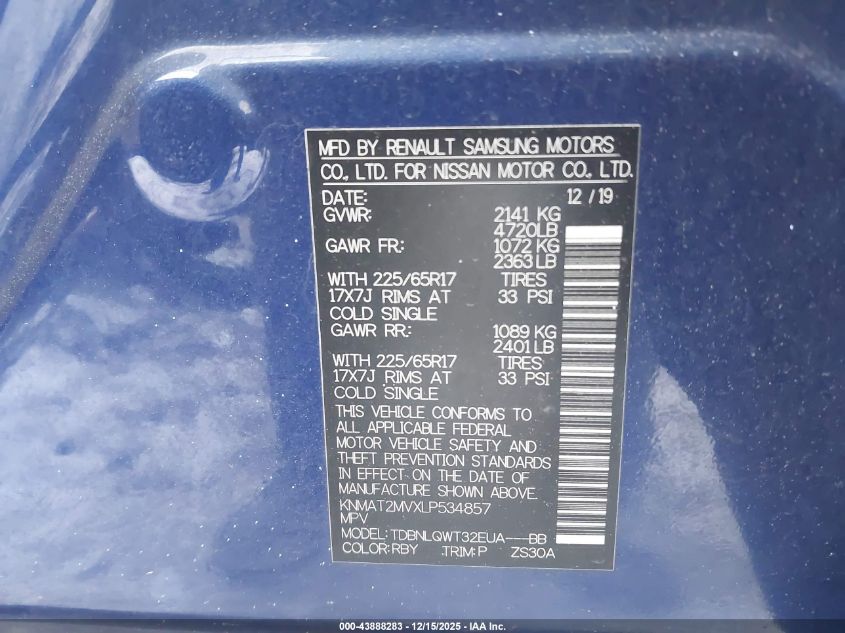 MFD BY RENAULT SAMSUNG MOTORS
CO., LTD. FOR NISSAN MOTOR CO., LTD.
DATE: 12 / 19
GVWR: 2141 KG
4720LB
GAWR FR: 1072 KG
2363LB
WITH 225/65R17 TIRES
17X7J RIMS AT 33 PSI
COLD SINGLE
GAWR RR: 1089 KG
2401LB
WITH 225/65R17 TIRES
17X7J RIMS AT 33 PSI
COLD SINGLE
THIS VEHICLE CONFORMS TO
ALL APPLICABLE FEDERAL
MOTOR VEHICLE SAFETY AND
THEFT PREVENTION STANDARDS
IN EFFECT ON THE DATE OF
MANUFACTURE SHOWN ABOVE.
KNMAT2MVXLP534857
MPV
MODEL: TDBNLQWT32EUA---BB
COLOR:RBY TRIM:P ZS30A
000-43888283 - 12/15/2025 - IAA Inc.